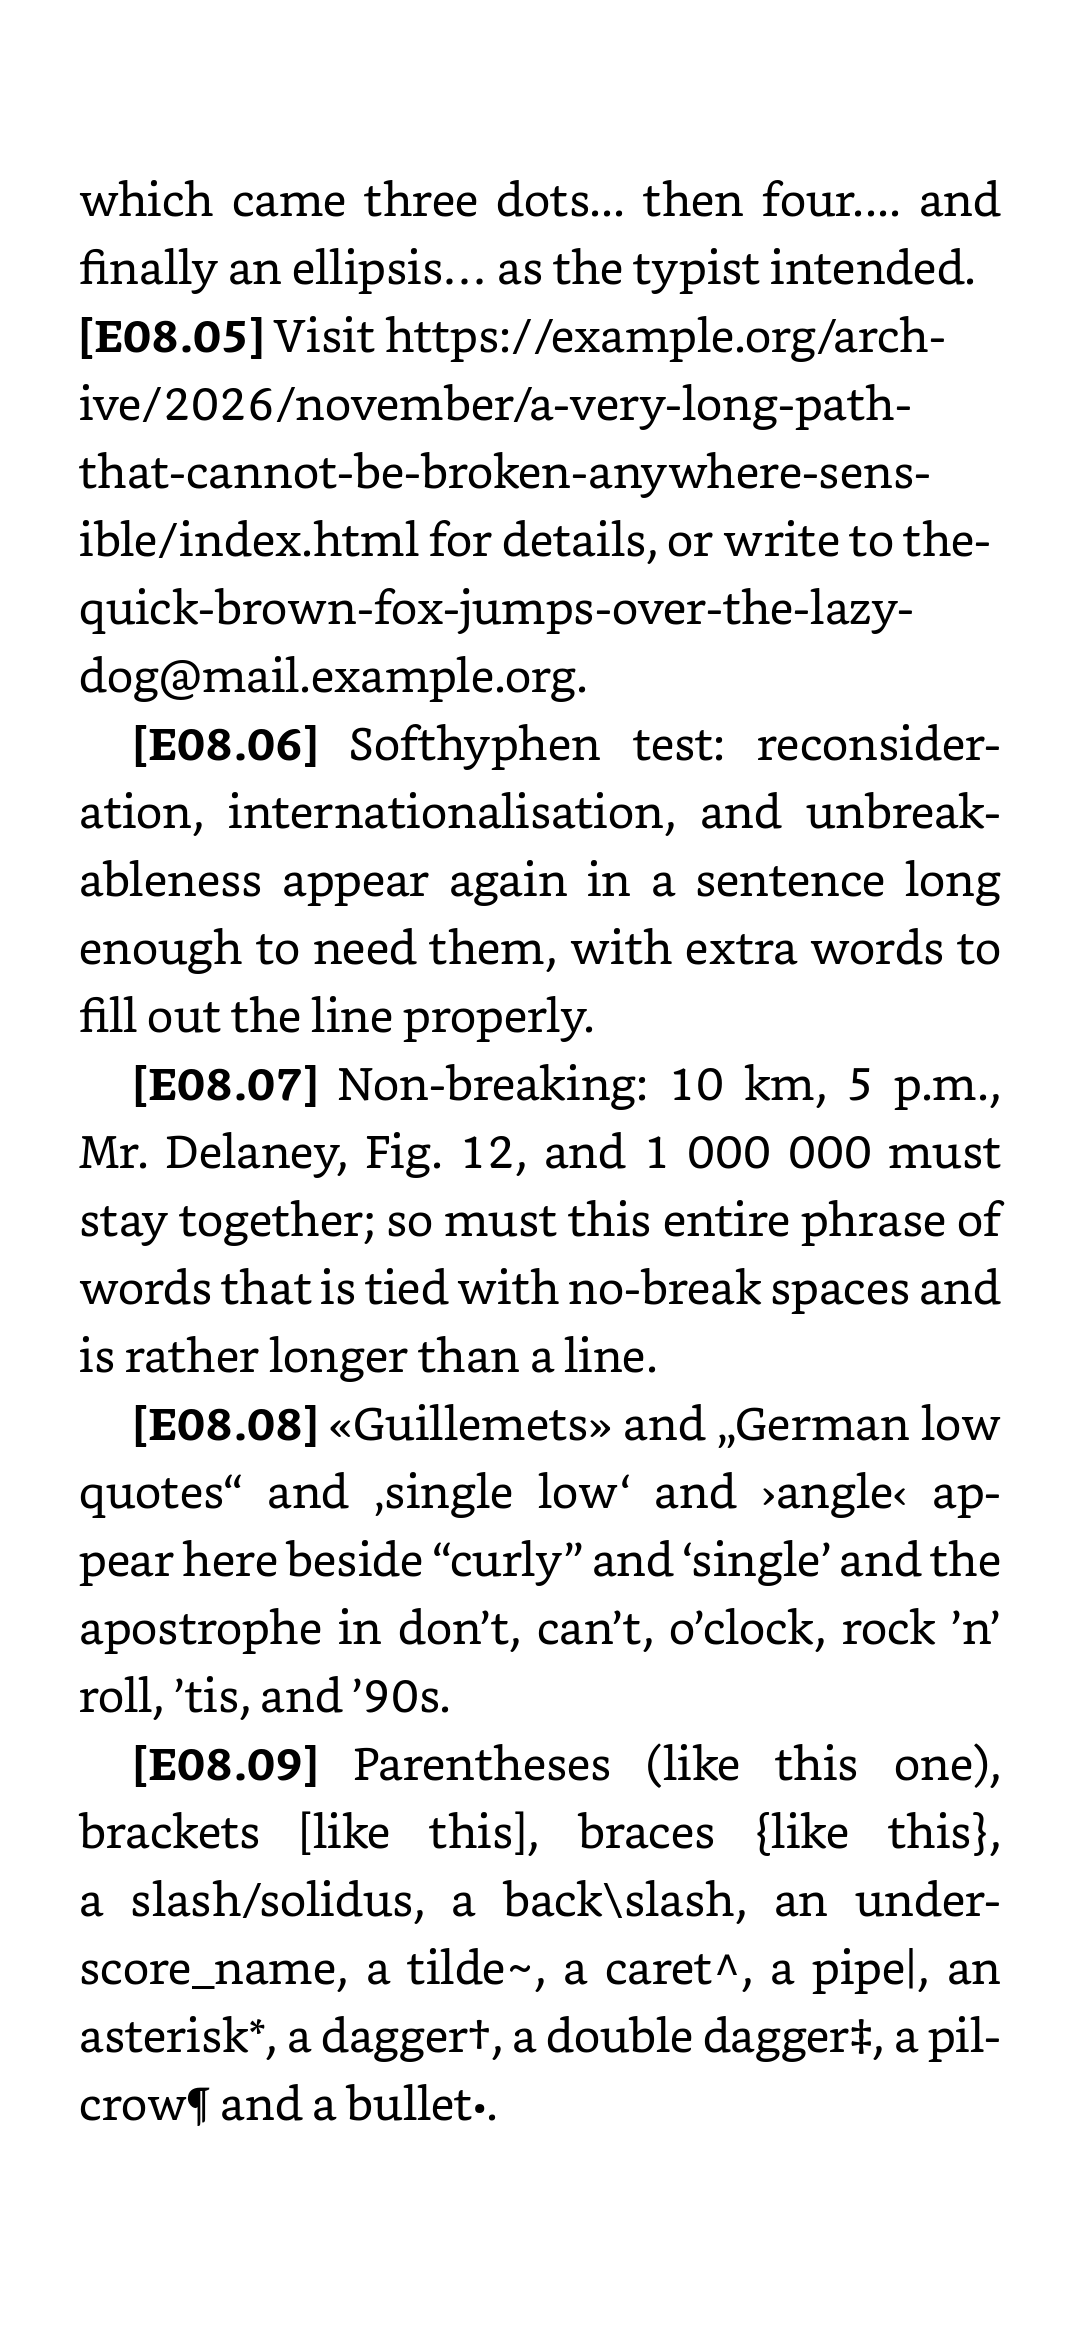 which came three dots... then four.... and
finally an ellipsis… as the typist intended.
[E08.05] Visit https://example.org/arch-
ive/2026/november/a-very-long-path-
that-cannot-be-broken-anywhere-sens-
ible/index.html for details, or write to the-
quick-brown-fox-jumps-over-the-lazy-
dog@mail.example.org.
[E08.06] Softhyphen test: reconsider-
ation, internationalisation, and unbreak-
ableness appear again in a sentence long
enough to need them, with extra words to
fill out the line properly.
[E08.07] Non-breaking: 10 km, 5 p.m.,
Mr. Delaney, Fig. 12, and 1 000 000 must
stay together; so must this entire phrase of
words that is tied with no-break spaces and
is rather longer than a line.
[E08.08] «Guillemets» and „German low
quotes“ and ‚single low‘ and ›angle‹ ap-
pear here beside “curly” and ‘single’ and the
apostrophe in don’t, can’t, o’clock, rock ’n’
roll, ’tis, and ’90s.
[E08.09] Parentheses (like this one),
brackets [like this], braces {like this},
a slash/solidus, a back\slash, an under-
score_name, a tilde~, a caret^, a pipe|, an
asterisk*, a dagger†, a double dagger‡, a pil-
crow¶ and a bullet•.